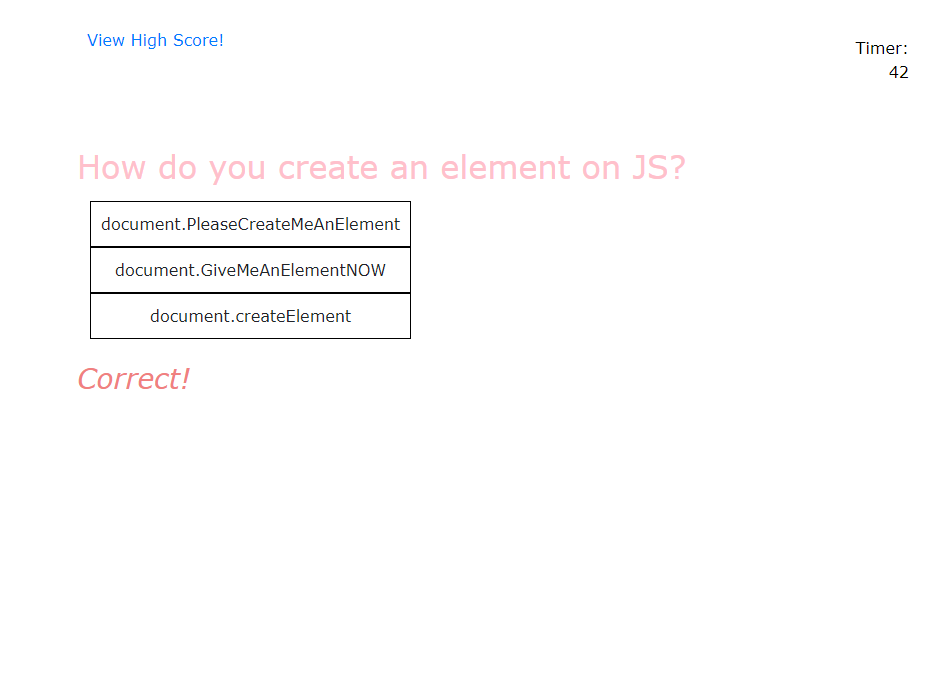 View High Score!
Timer:
42
How do you create an element on JS?
document.PleaseCreateMeAnElement
document.GiveMeAnElementNOW
document.createElement
Correct!